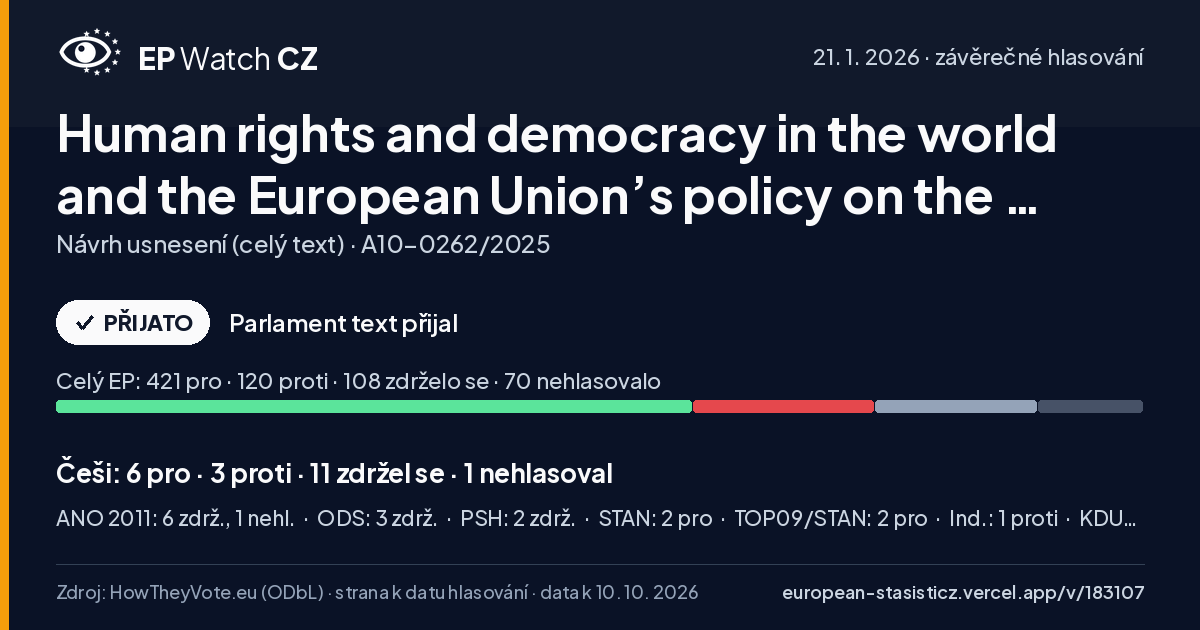 EP Watch CZ
21. 1. 2026 · závěrečné hlasování
Human rights and democracy in the world
and the European Union’s policy on the …
Návrh usnesení (celý text) · A10–0262/2025
✓ PŘIJATO
Parlament text přijal
Celý EP: 421 pro · 120 proti · 108 zdrželo se · 70 nehlasovalo
Češi: 6 pro · 3 proti · 11 zdržel se · 1 nehlasoval
ANO 2011: 6 zdrž., 1 nehl. · ODS: 3 zdrž. · PSH: 2 zdrž. · STAN: 2 pro · TOP09/STAN: 2 pro · Ind.: 1 proti · KDU…
Zdroj: HowTheyVote.eu (ODbL) · strana k datu hlasování · data k 10. 10. 2026
european-stasisticz.vercel.app/v/183107